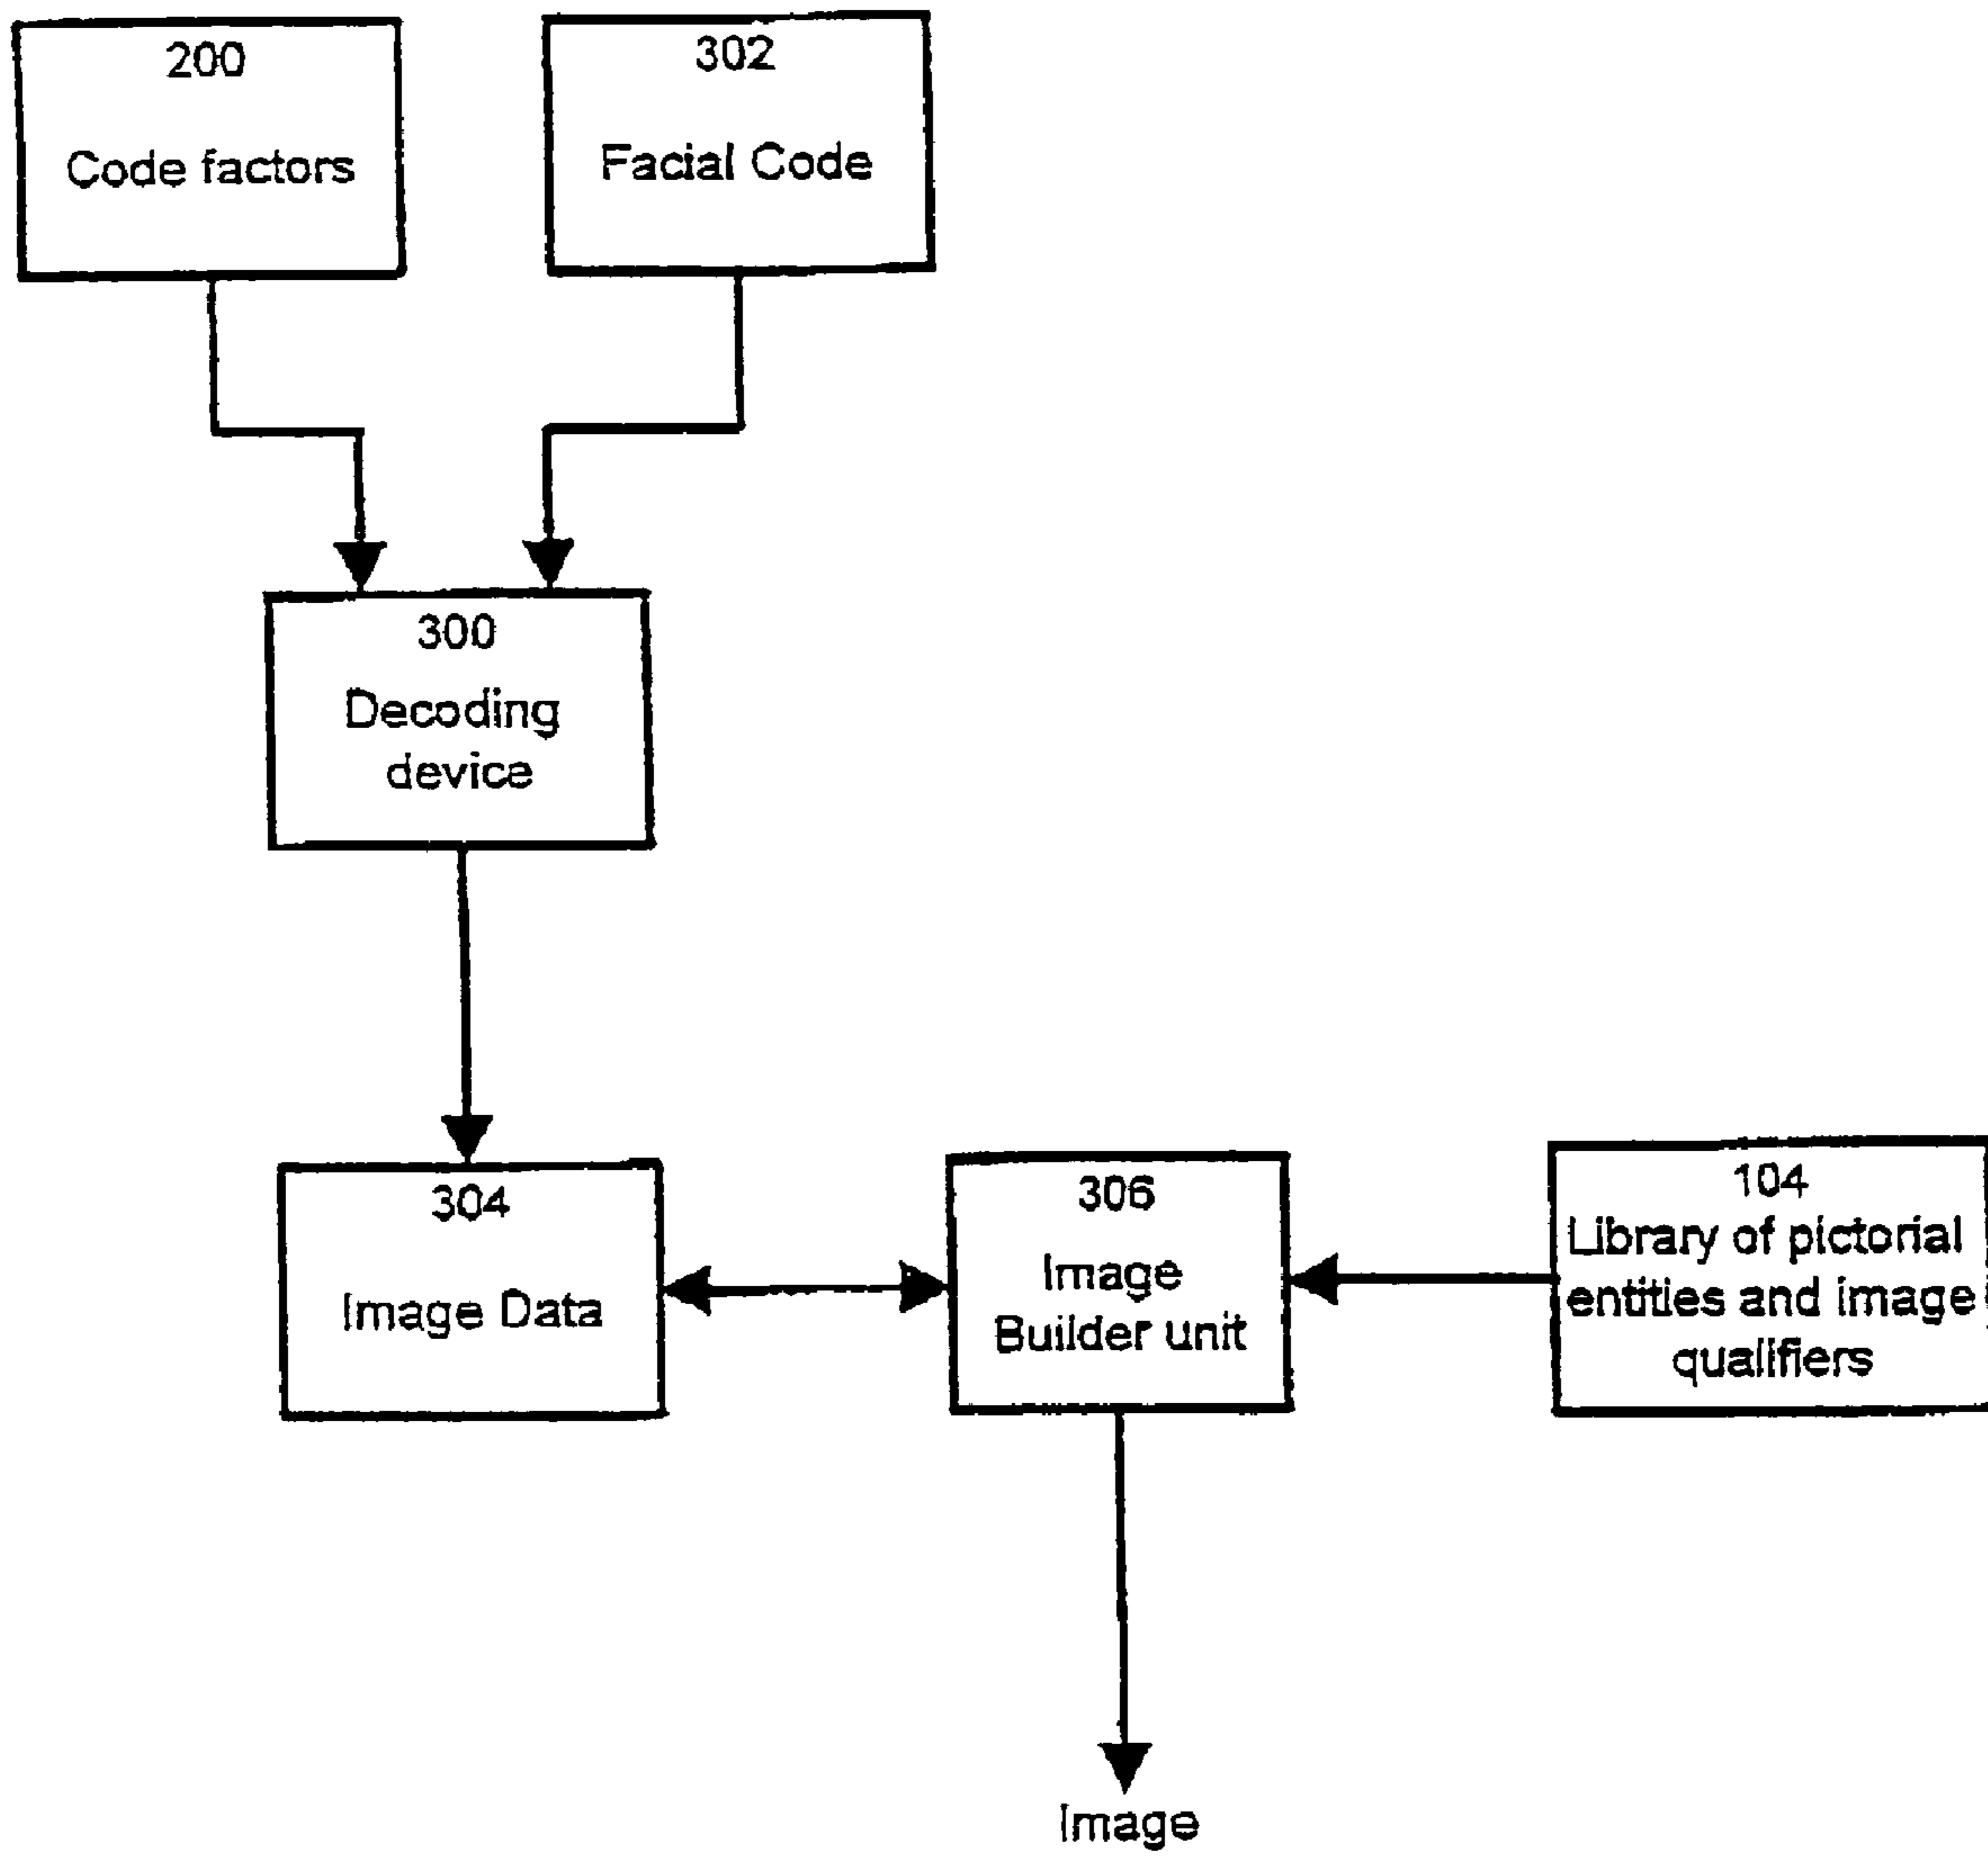 200
Code factors
302
Facial Code
300
Decoding
device
304
Image Data
306
Image
Builder unit
104
Library of pictorial
entities and image
qualifiers
Image